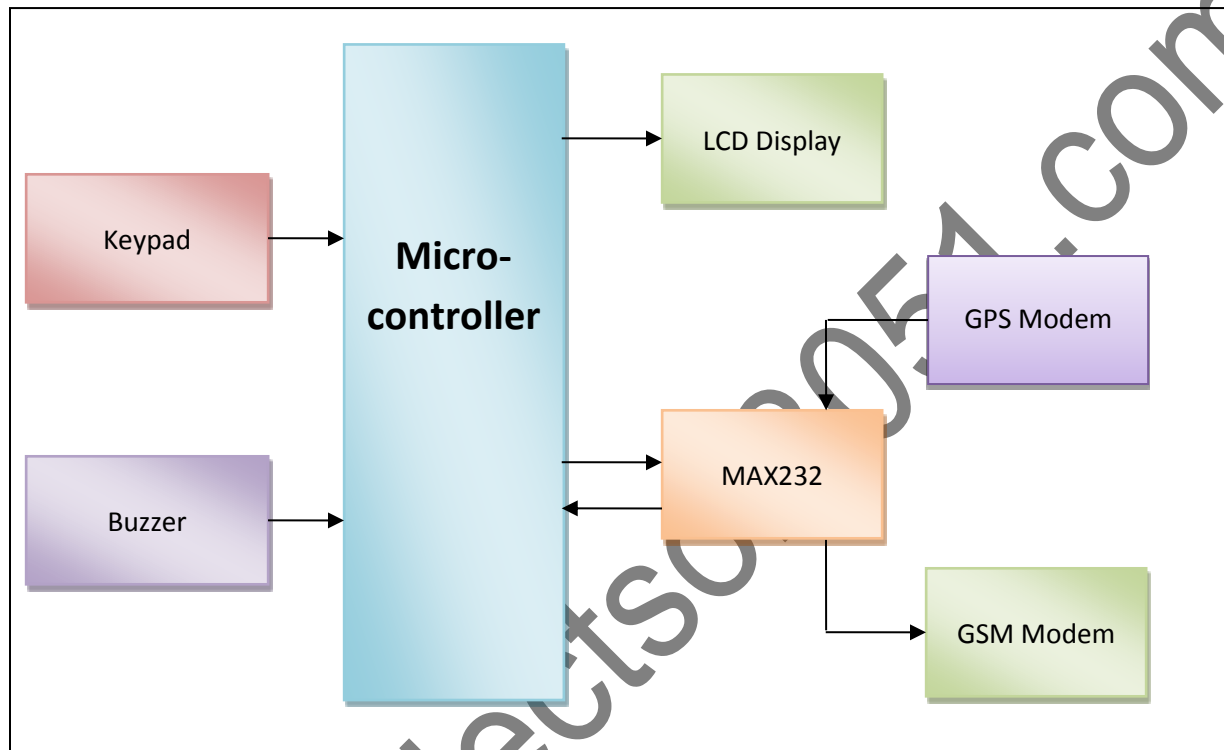 LCD Display
Keypad
Micro-
controller
GPS Modem
MAX232
Buzzer
GSM Modem